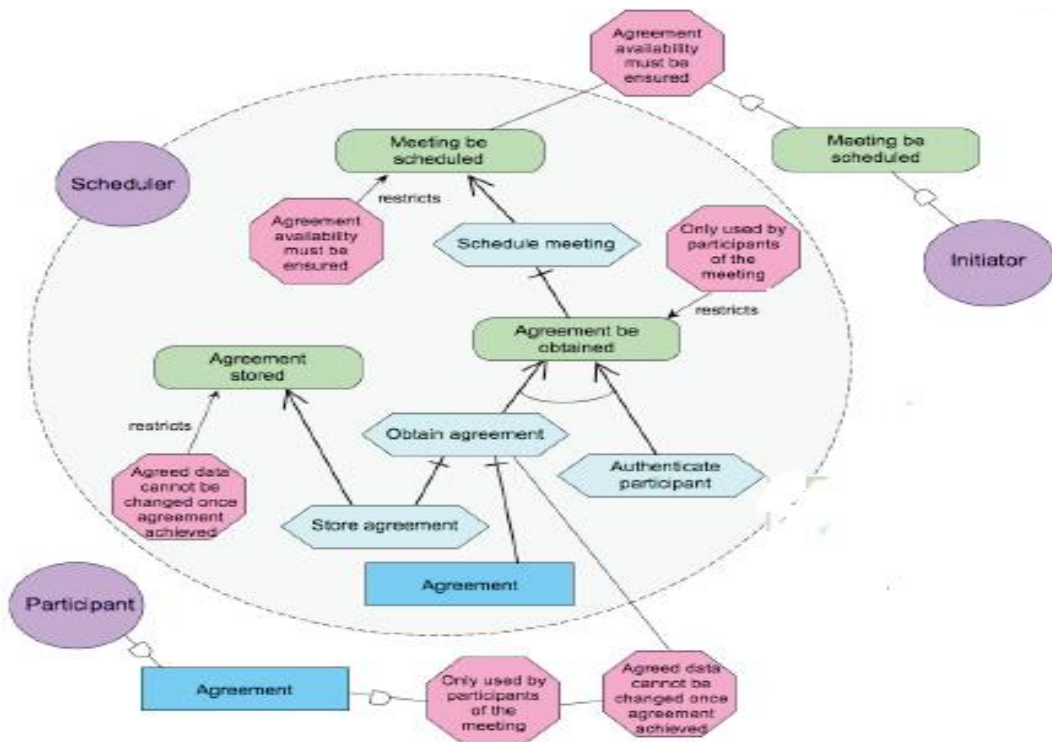 Agreement
availability
must be
ensured
Meeting be
scheduled
Meeting be
scheduled
Scheduler
restricts
Agreement
availability
must be
ensured
Schedule meeting
Only used by
participants
of the
meeting
Initiator
restricts
Agreement be
obtained
Agreement
stored
restricts
Obtain agreement
Agreed data
cannot be
changed once
agreement
achieved
Authenticate
participant
Store agreement
Agreement
Participant
Agreement
Only used by
participants
of the
meeting
Agreed data
cannot be
changed once
agreement
achieved